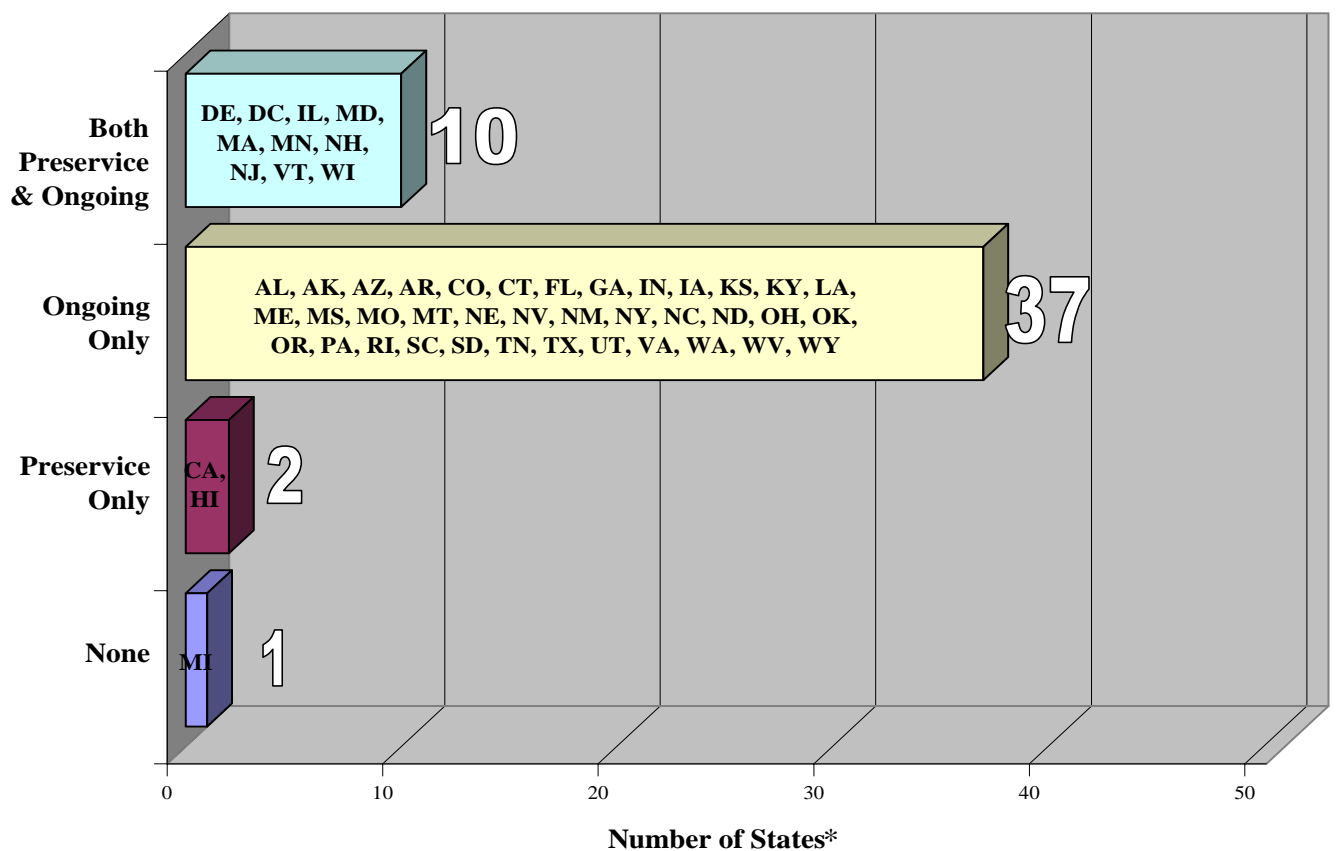 Both
Preservice
& Ongoing
DE, DC, IL, MD,
MA, MN, NH,
NJ, VT, WI
10
Ongoing
Only
AL, AK, AZ, AR, CO, CT, FL, GA, IN, IA, KS, KY, LA,
ME, MS, MO, MT, NE, NV, NM, NY, NC, ND, OH, OK,
OR, PA, RI, SC, SD, TN, TX, UT, VA, WA, WV, WY
37
Preservice
Only
CA,
HI
2
None
MI
1
0 10 20 30 40 50
Number of States*